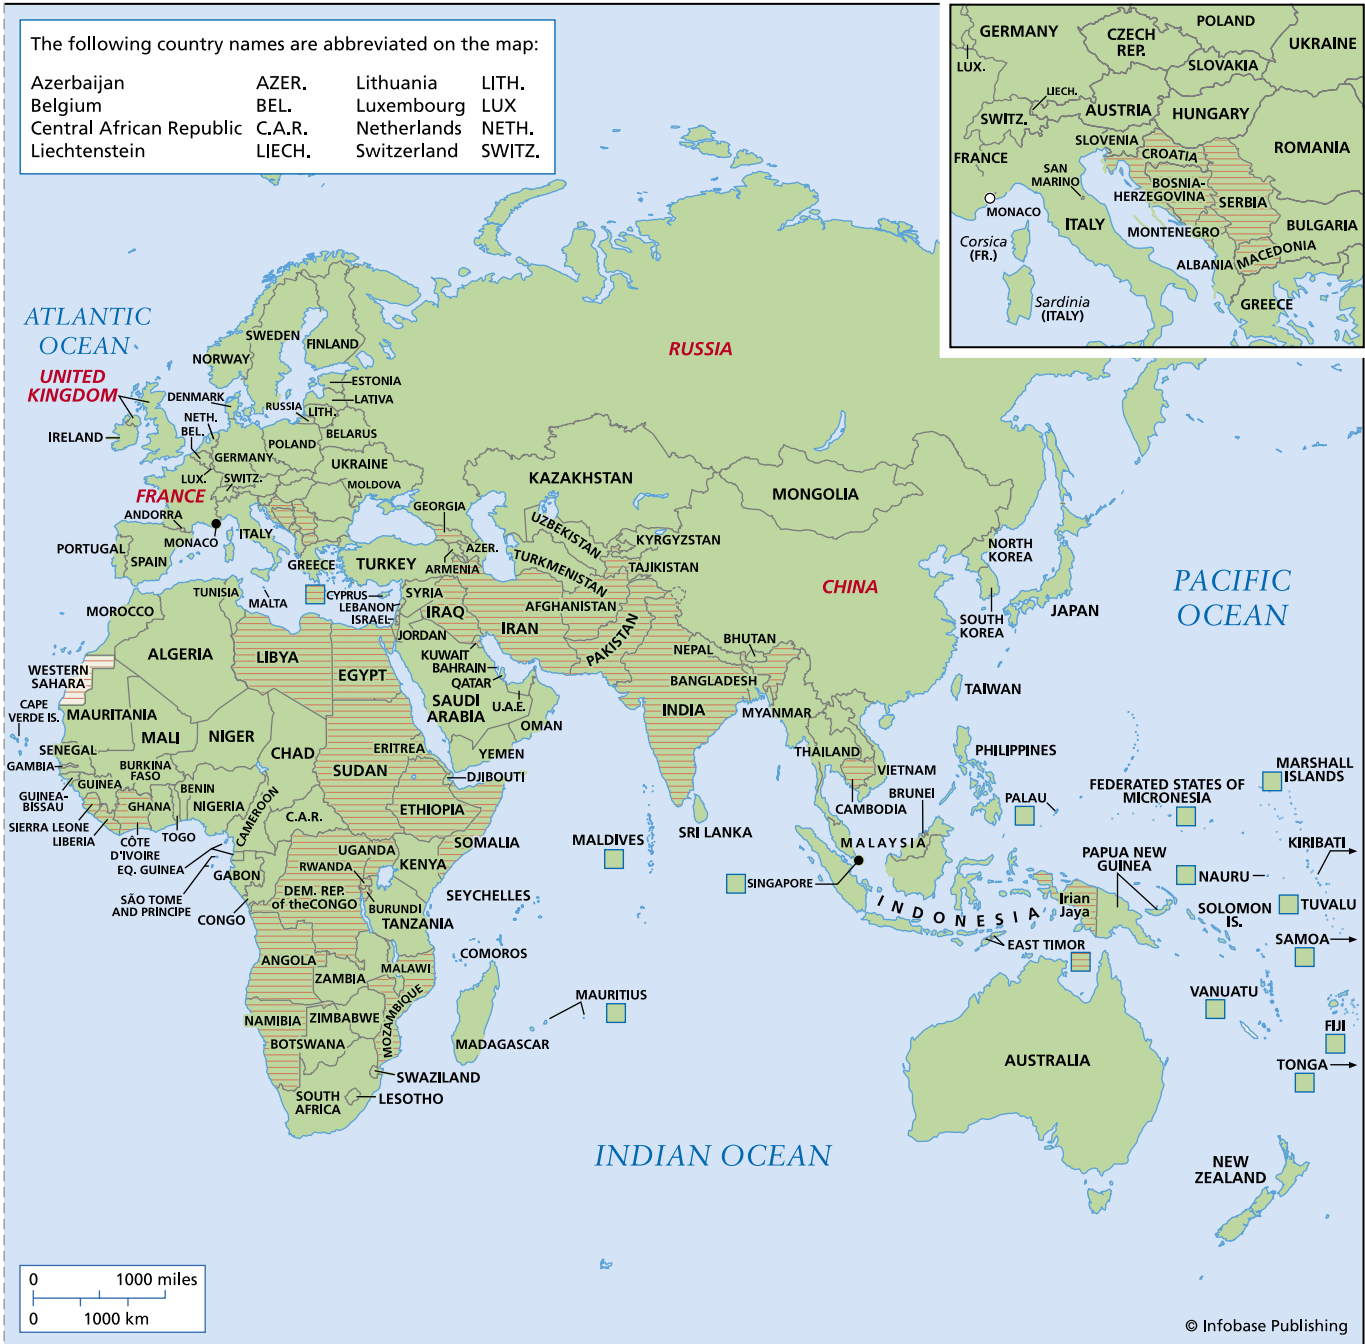 The following country names are abbreviated on the map:
Azerbaijan AZER. Lithuania LITH.
Belgium BEL. Luxembourg LUX
Central African Republic C.A.R. Netherlands NETH.
Liechtenstein LIECH. Switzerland SWITZ.
GERMANY
POLAND
CZECH
REP.
UKRAINE
LUX.
SLOVAKIA
LIECH.
AUSTRIA
HUNGARY
SWITZ.
SLOVENIA
ROMANIA
FRANCE
CROATIA
SAN
MARINO
BOSNIA-
HERZEGOVINA
SERBIA
MONACO
ITALY
MONTENEGRO
BULGARIA
Corsica
(FR.)
ALBANIA
MACEDONIA
Sardinia
(ITALY)
GREECE
ATLANTIC
OCEAN
SWEDEN
FINLAND
NORWAY
RUSSIA
UNITED
KINGDOM
ESTONIA
DENMARK
LATIVA
RUSSIA
LITH.
NETH.
BEL.
IRELAND
BELARUS
POLAND
GERMANY
UKRAINE
LUX.
SWITZ.
MOLDOVA
KAZAKHSTAN
MONGOLIA
FRANCE
ANDORRA
GEORGIA
UZBEKISTAN
ITALY
MONACO
PORTUGAL
SPAIN
AZER.
KYRGYZSTAN
NORTH
KOREA
GREECE
TURKEY
ARMENIA
TURKMENISTAN
TAJIKISTAN
CHINA
PACIFIC
OCEAN
TUNISIA
MALTA
CYPRUS
SYRIA
LEBANON
ISRAEL
IRAQ
AFGHANISTAN
MOROCCO
SOUTH
KOREA
JAPAN
IRAN
JORDAN
PAKISTAN
BHUTAN
ALGERIA
LIBYA
EGYPT
KUWAIT
BAHRAIN
QATAR
NEPAL
WESTERN
SAHARA
BANGLADESH
TAIWAN
SAUDI
ARABIA
U.A.E.
INDIA
MYANMAR
CAPE
VERDE IS.
MAURITANIA
OMAN
MALI
NIGER
CHAD
ERITREA
YEMEN
SENEGAL
THAILAND
PHILIPPINES
GAMBIA
BURKINA
FASO
SUDAN
DJIBOUTI
VIETNAM
MARSHALL
ISLANDS
GUINEA
BENIN
FEDERATED STATES OF
MICRONESIA
GUINEA-
BISSAU
GHANA
NIGERIA
CAMEROON
C.A.R.
ETHIOPIA
CAMBODIA
BRUNEI
PALAU
SIERRA LEONE
LIBERIA
CÔTE
D'IVOIRE
TOGO
SRI LANKA
MALDIVES
MALAYSIA
EQ. GUINEA
UGANDA
SOMALIA
RWANDA
KENYA
PAPUA NEW
GUINEA
KIRIBATI
GABON
DEM. REP.
of theCONGO
SEYCHELLES
SINGAPORE
NAURU
SÃO TOME
AND PRINCIPE
BURUNDI
INDONESIA
Irian
Jaya
SOLOMON
IS.
TUVALU
CONGO
TANZANIA
EAST TIMOR
SAMOA
ANGOLA
MALAWI
COMOROS
ZAMBIA
MOZAMBIQUE
MAURITIUS
VANUATU
NAMIBIA
ZIMBABWE
FIJI
BOTSWANA
MADAGASCAR
AUSTRALIA
TONGA
SWAZILAND
SOUTH
AFRICA
LESOTHO
INDIAN OCEAN
NEW
ZEALAND
0 1000 miles
0 1000 km
© Infobase Publishing